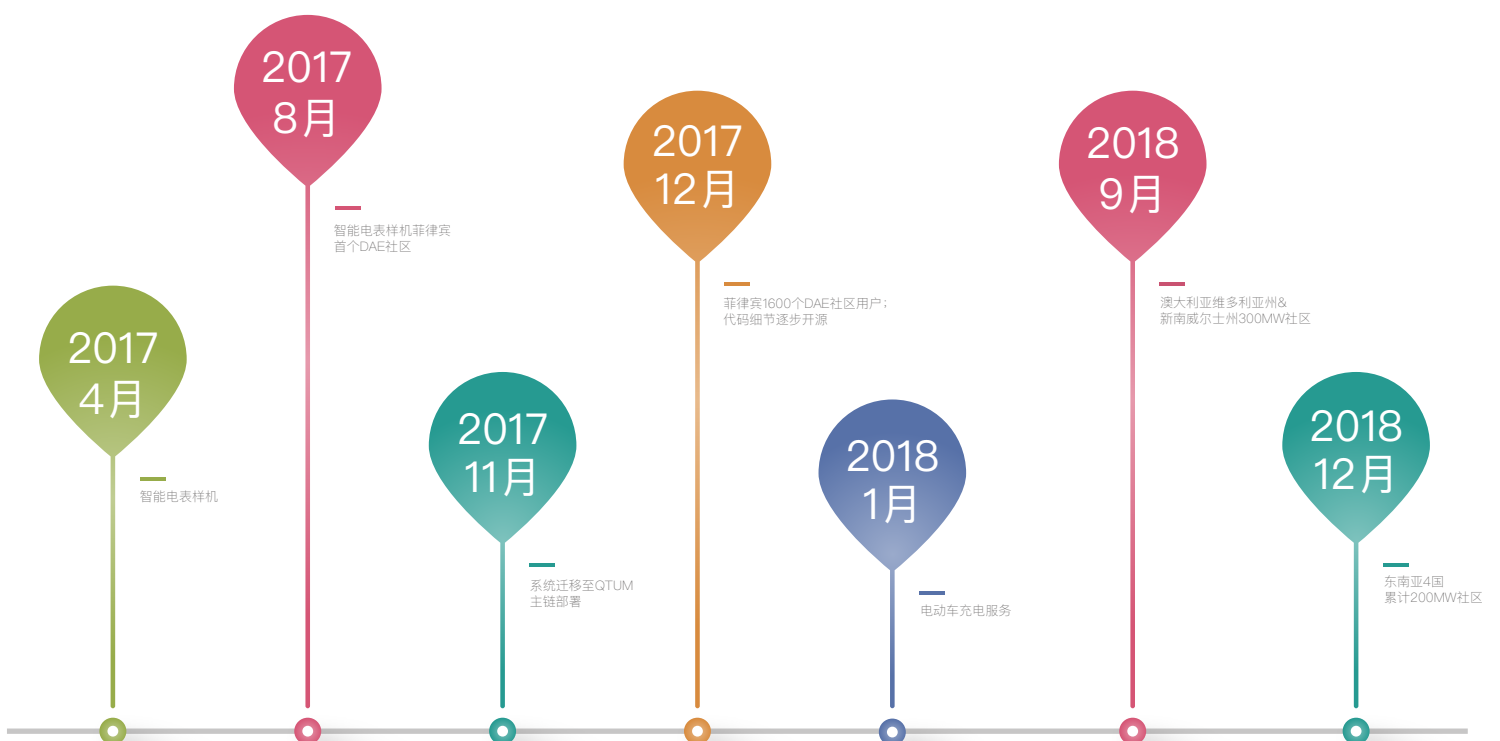 2017
4月
智能电表样机
2017
8月
智能电表样机菲律宾
首个DAE社区
2017
11月
系统迁移至QTUM
主链部署
2017
12月
菲律宾1600个DAE社区用户；
代码细节逐步开源
2018
1月
电动车充电服务
2018
9月
澳大利亚维多利亚州&
新南威尔士州300MW社区
2018
12月
东南亚4国
累计200MW社区